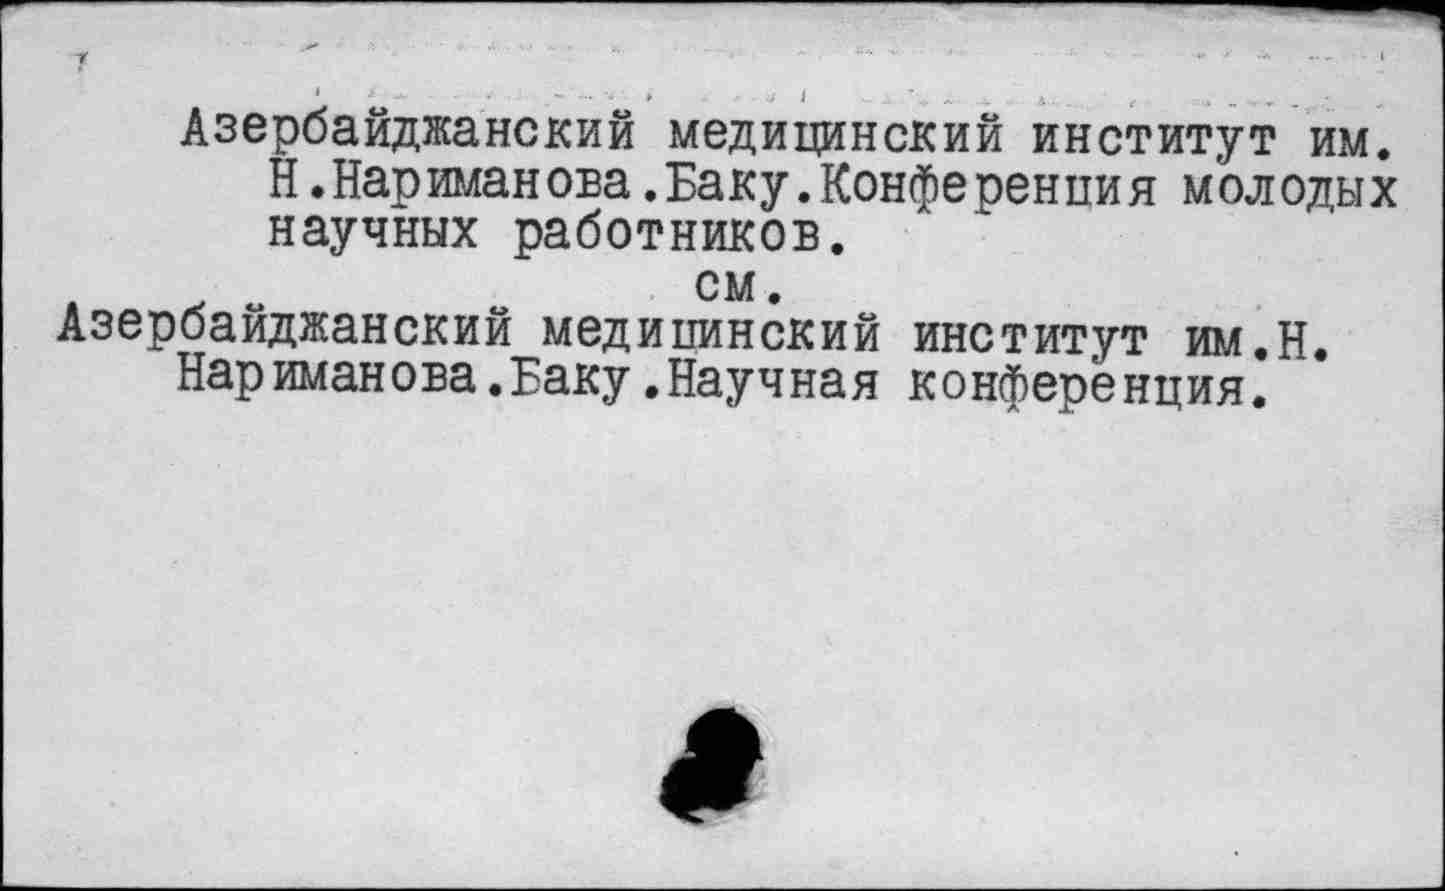 Азербайджанский медицинский институт им.
Н.Нариманова.Баку.Конференция молодых
научных работников.
см.
Азербайджанский медицинский институт им.Н.
Нариманова.Баку.Научная конференция.